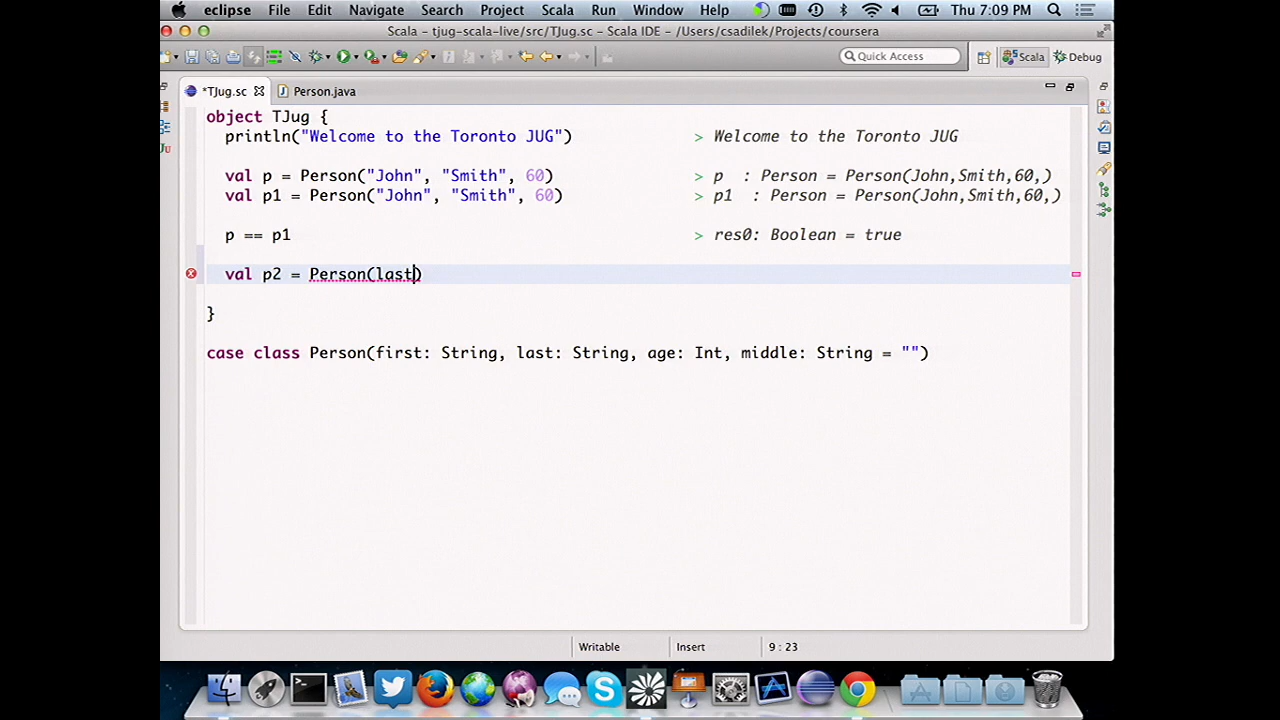 eclipse File Edit Navigate Search Project Scala Run Window Help Thu 7:09 PM
Scala - tjug-scala-live/src/TJug.sc - Scala IDE - /Users/csadilek/Projects/coursera
Quick Access Scala Debug
*TJug.sc Person.java
object TJug {
println("Welcome to the Toronto JUG") > Welcome to the Toronto JUG
val p = Person("John", "Smith", 60) > p : Person = Person(John,Smith,60,)
val p1 = Person("John", "Smith", 60) > p1 : Person = Person(John,Smith,60,)
p == p1 > res0: Boolean = true
val p2 = Person(last)
}
case class Person(first: String, last: String, age: Int, middle: String = "")
Writable Insert 9 : 23